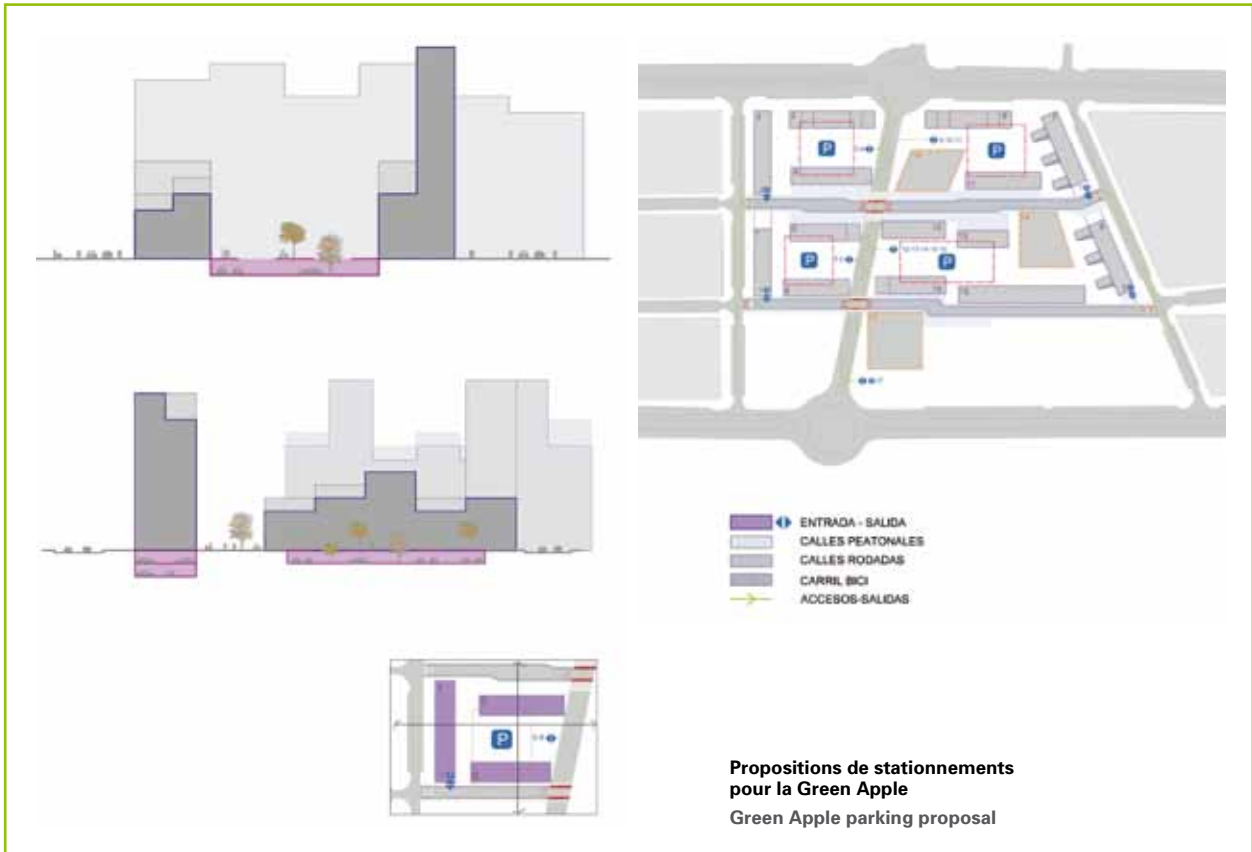 P
P
P
P
ENTRADA - SALIDA
CALLES PEATONALES
CALLES RODADAS
CARRIL BICI
ACCESOS-SALIDAS
P
Propositions de stationnements
pour la Green Apple
Green Apple parking proposal